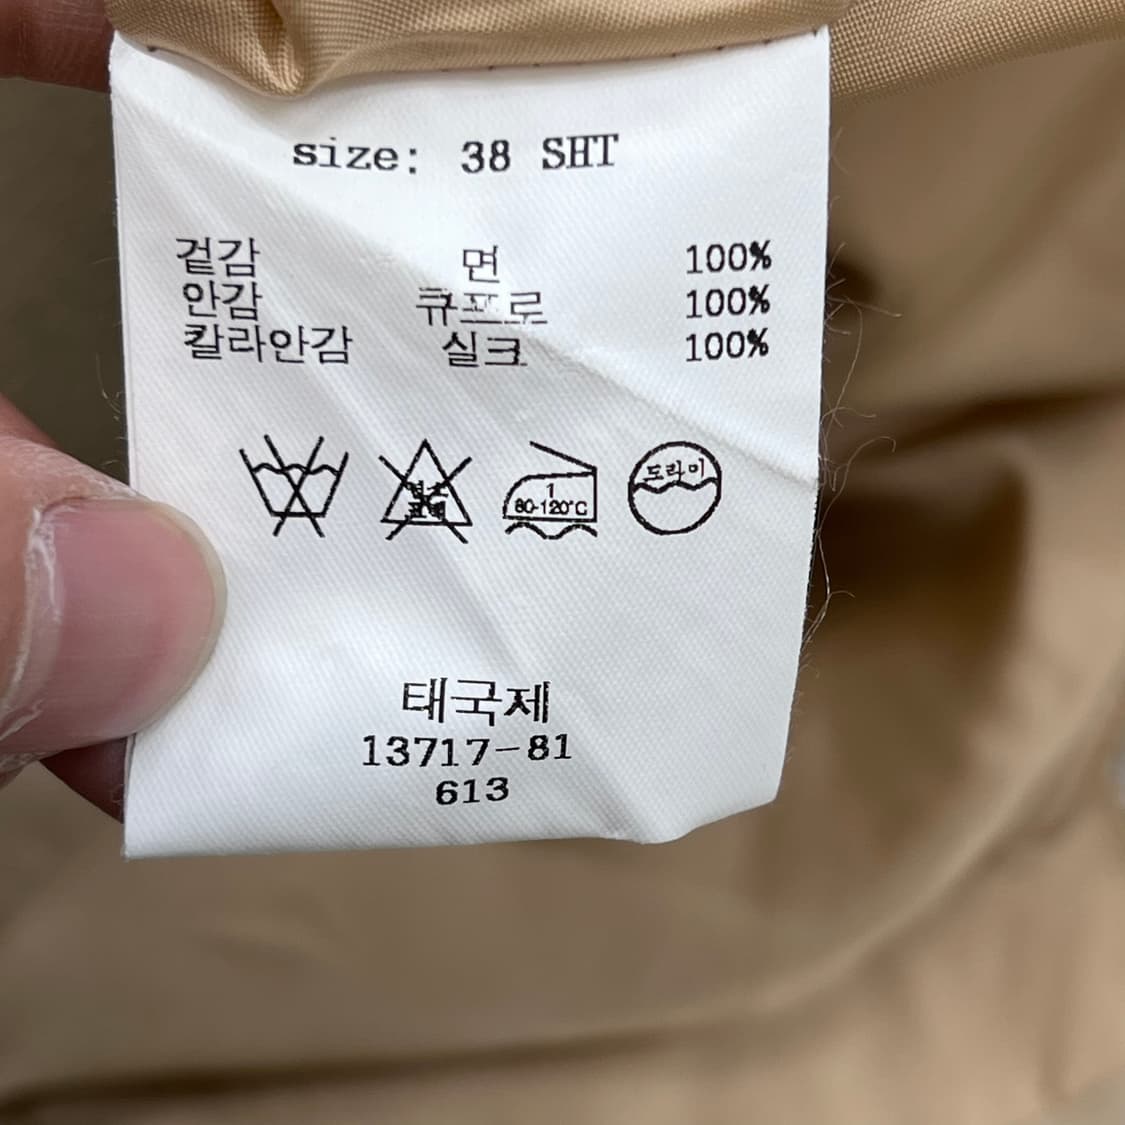 size: 38 SHT
겉감 면 100%
안감 큐프로 100%
칼라안감 실크 100%
1
80-120°C
드라이
태국제
13717-81
613